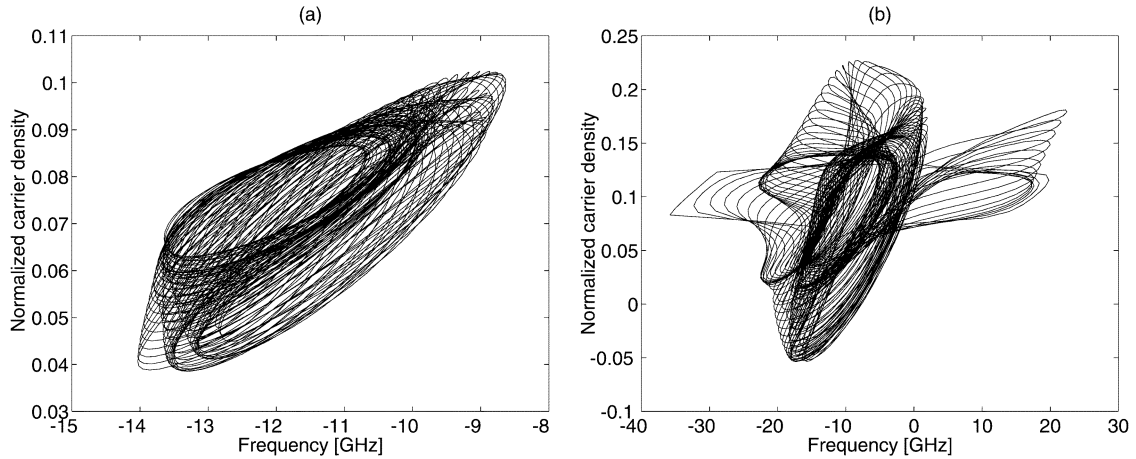 (a)
0.11
0.1
0.09
0.08
0.07
0.06
0.05
0.04
0.03
Normalized carrier density
-15 -14 -13 -12 -11 -10 -9 -8
Frequency [GHz]
(b)
0.25
0.2
0.15
0.1
0.05
0
-0.05
-0.1
Normalized carrier density
-40 -30 -20 -10 0 10 20 30
Frequency [GHz]